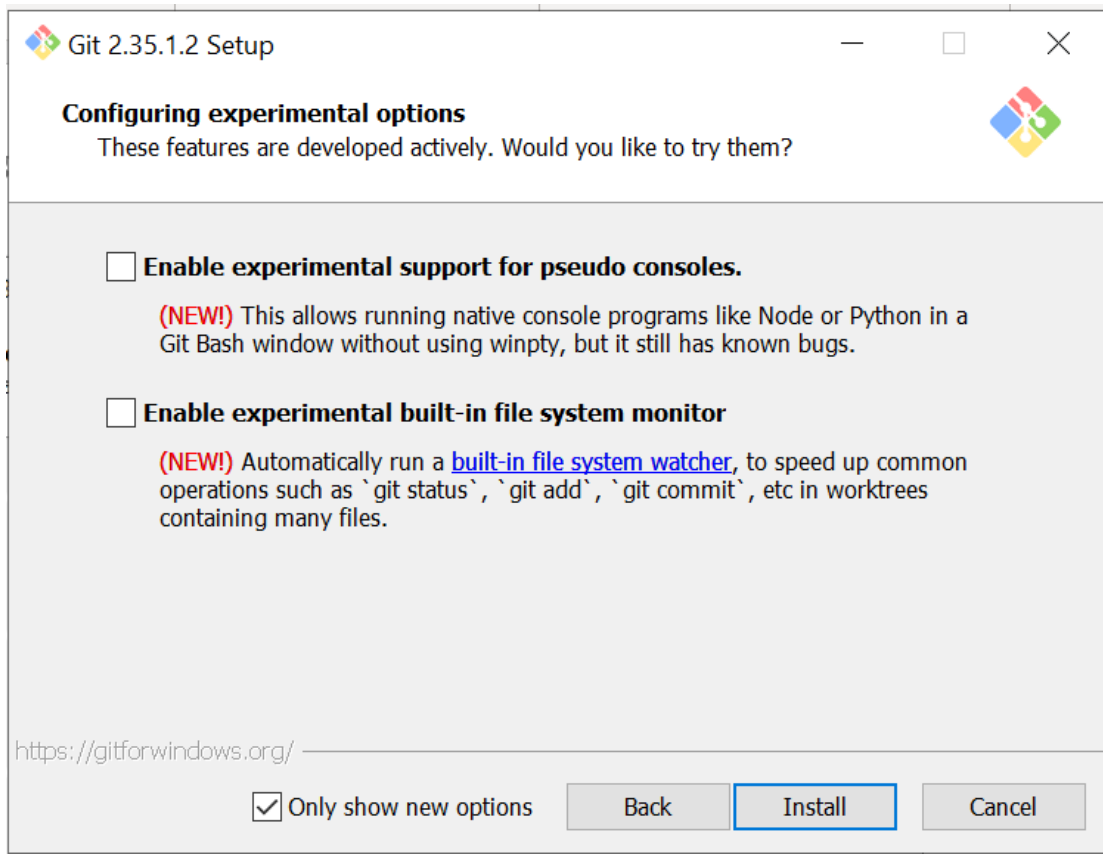 Git 2.35.1.2 Setup
Configuring experimental options
These features are developed actively. Would you like to try them?
Enable experimental support for pseudo consoles.
(NEW!) This allows running native console programs like Node or Python in a
Git Bash window without using winpty, but it still has known bugs.
Enable experimental built-in file system monitor
(NEW!) Automatically run a built-in file system watcher, to speed up common
operations such as `git status`, `git add`, `git commit`, etc in worktrees
containing many files.
https://gitforwindows.org/
Only show new options
Back
Install
Cancel